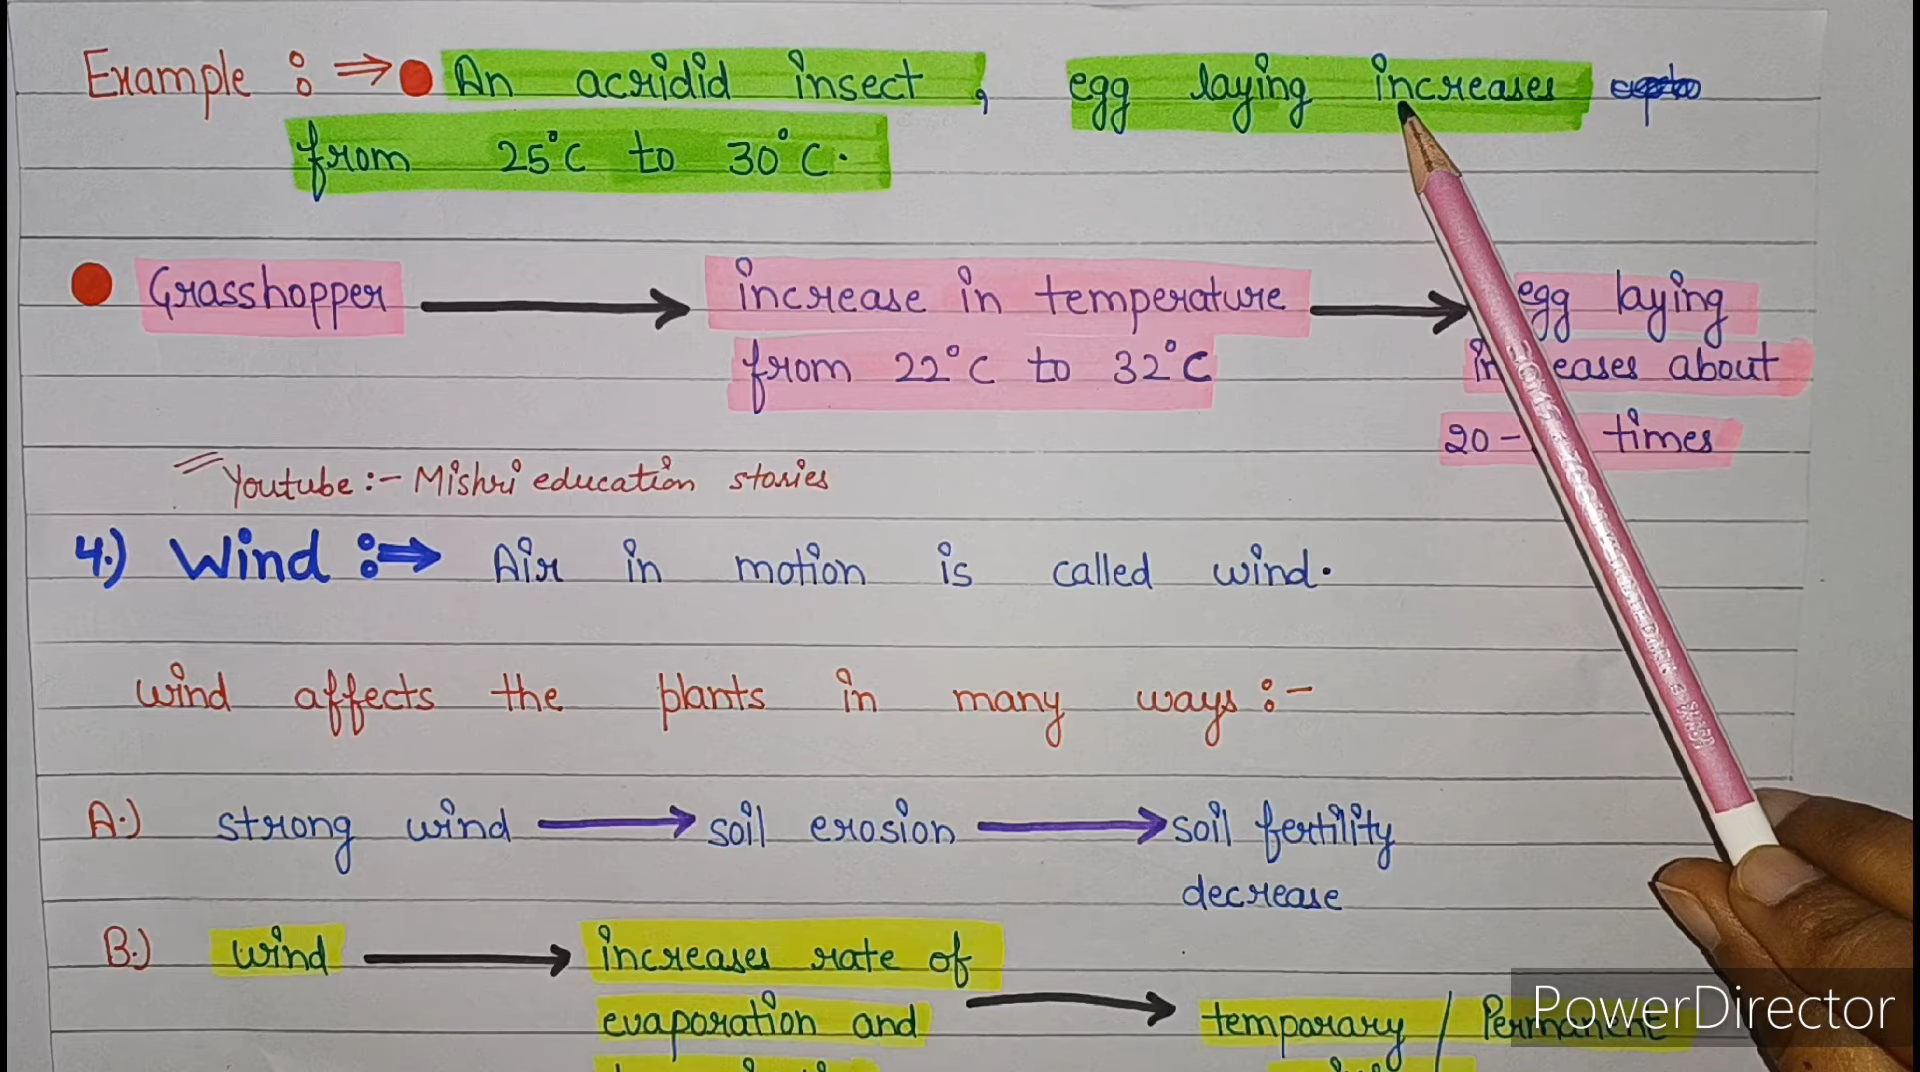 Example :⇒ ● An acridid insect, egg laying increases
from 25°C to 30°C.
● Grasshopper → increase in temperature → egg laying
from 22°C to 32°C
increases about
20- times
Youtube :- Mishri education stories
4.) Wind :⇒ Air in motion is called wind.
wind affects the plants in many ways :-
A.) strong wind → soil erosion → soil fertility
decrease
B.) wind → increases rate of
evaporation and → temporary / Permanent
PowerDirector